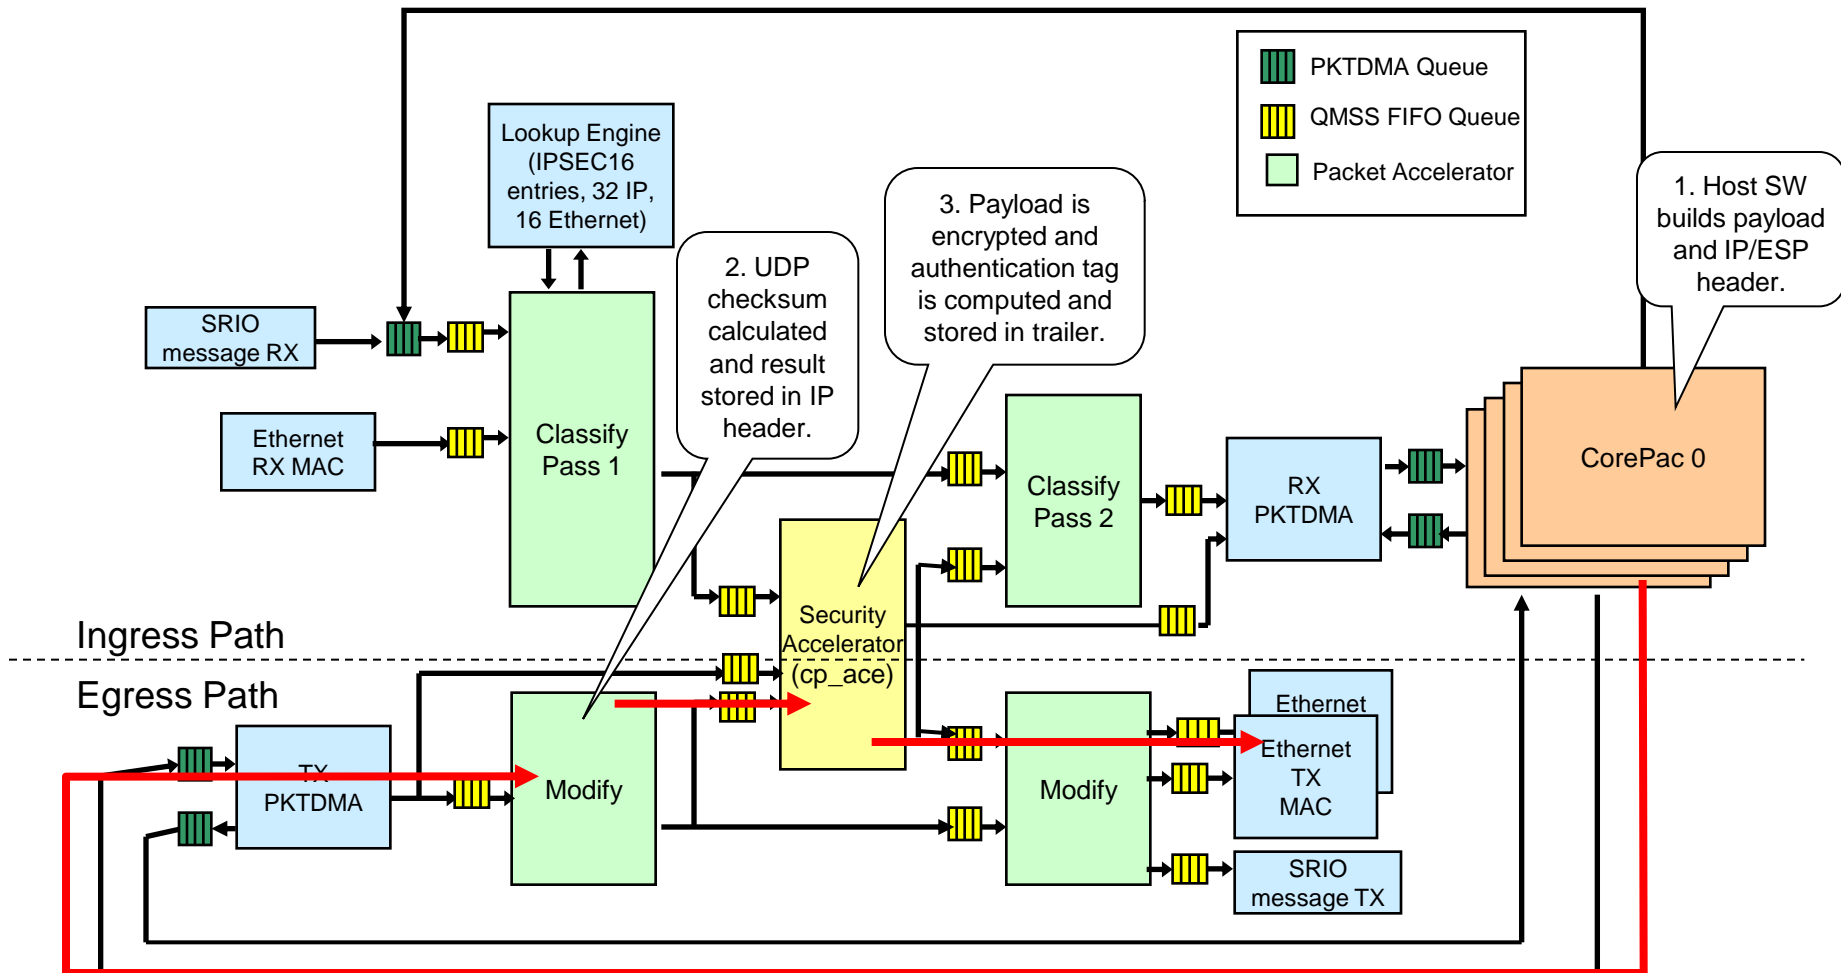 PKTDMA Queue
QMSS FIFO Queue
Packet Accelerator
Lookup Engine
(IPSEC16
entries, 32 IP,
16 Ethernet)
1. Host SW
builds payload
and IP/ESP
header.
3. Payload is
encrypted and
authentication tag
is computed and
stored in trailer.
2. UDP
checksum
calculated
and result
stored in IP
header.
SRIO
message RX
Ethernet
RX MAC
Classify
Pass 1
Classify
Pass 2
RX
PKTDMA
CorePac 0
Security
Accelerator
(cp_ace)
Ingress Path
Egress Path
TX
PKTDMA
Modify
Modify
Ethernet
Ethernet
TX
MAC
SRIO
message TX